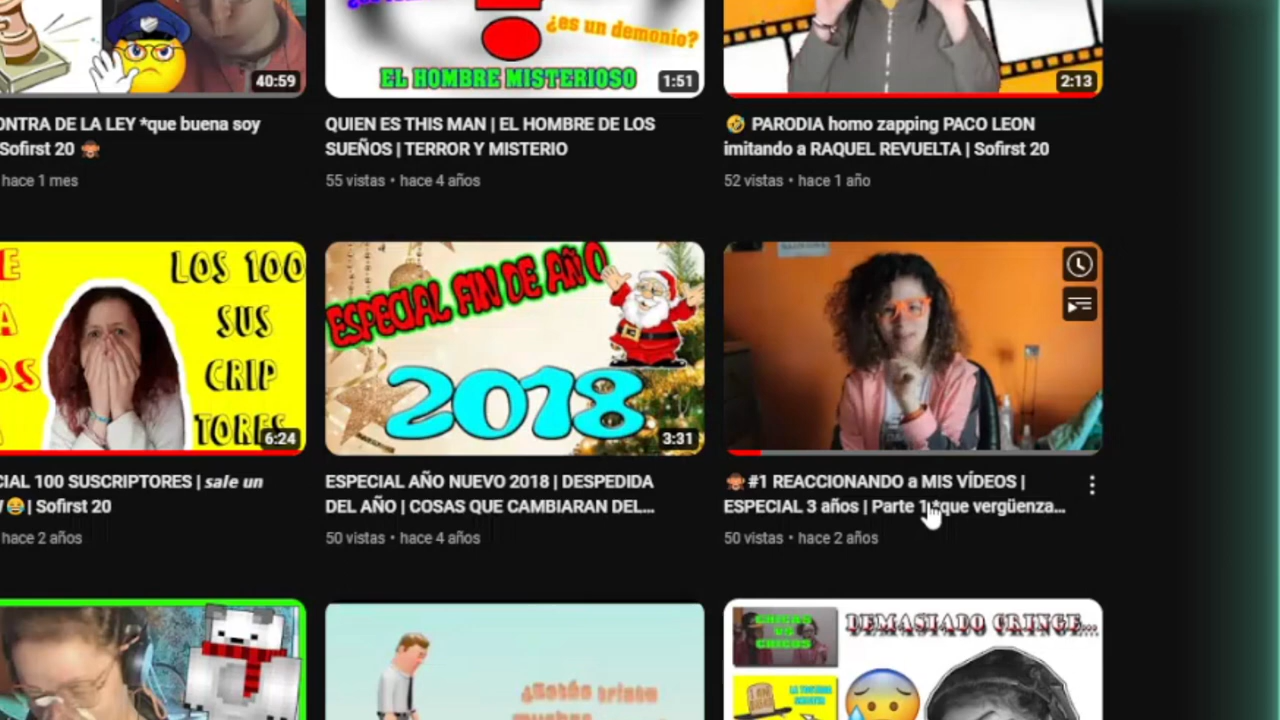 ¿es un demonio?
EL HOMBRE MISTERIOSO
40:59
1:51
2:13
ONTRA DE LA LEY *que buena soy
Sofirst 20 🙊
hace 1 mes
QUIEN ES THIS MAN | EL HOMBRE DE LOS
SUEÑOS | TERROR Y MISTERIO
55 vistas • hace 4 años
🤣 PARODIA homo zapping PACO LEON
imitando a RAQUEL REVUELTA | Sofirst 20
52 vistas • hace 1 año
LOS 100
SUS
CRIP
TORES
6:24
ESPECIAL FIN DE AÑO
2018
3:31
CIAL 100 SUSCRIPTORES | sale un
😂 | Sofirst 20
hace 2 años
ESPECIAL AÑO NUEVO 2018 | DESPEDIDA
DEL AÑO | COSAS QUE CAMBIARAN DEL...
50 vistas • hace 4 años
🙊#1 REACCIONANDO a MIS VÍDEOS |
ESPECIAL 3 años | Parte 1 *que vergüenza...
50 vistas • hace 2 años
CHICAS
VS
CHICOS
DEMASIADO CRINGE...